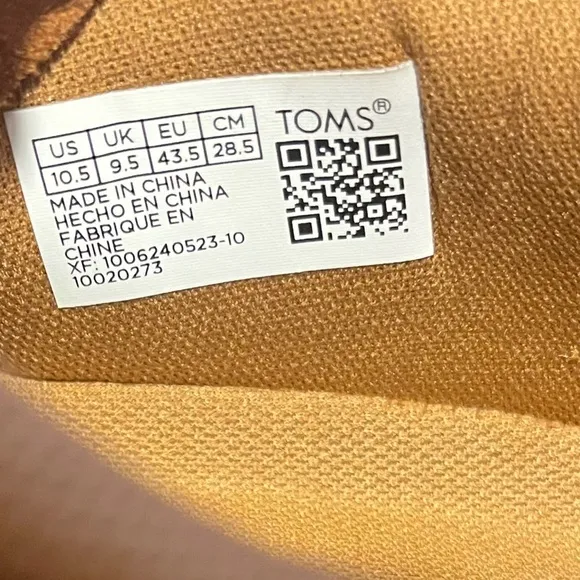 TOMS®
US UK EU CM
10.5 9.5 43.5 28.5
MADE IN CHINA
HECHO EN CHINA
FABRIQUE EN
CHINE
XF: 1006240523-10
10020273